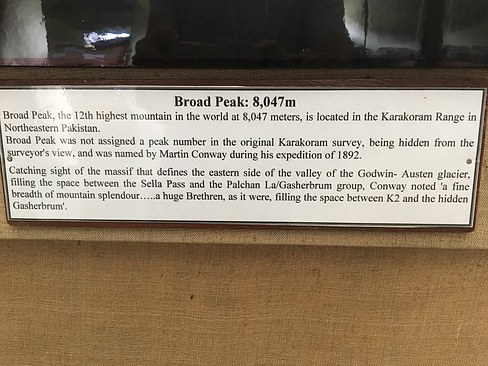 Broad Peak: 8,047m
Broad Peak, the 12th highest mountain in the world at 8,047 meters, is located in the Karakoram Range in
Northeastern Pakistan.
Broad Peak was not assigned a peak number in the original Karakoram survey, being hidden from the
surveyor's view, and was named by Martin Conway during his expedition of 1892.
Catching sight of the massif that defines the eastern side of the valley of the Godwin- Austen glacier,
filling the space between the Sella Pass and the Palchan La/Gasherbrum group, Conway noted 'a fine
breadth of mountain splendour…..a huge Brethren, as it were, filling the space between K2 and the hidden
Gasherbrum'.